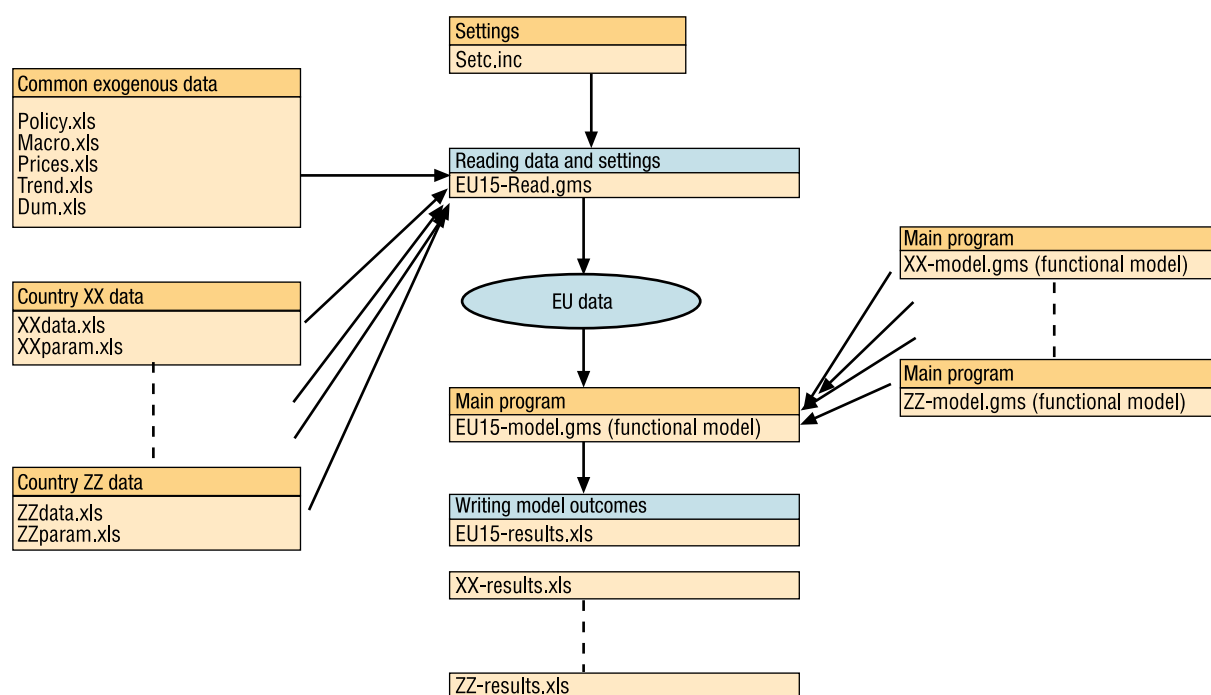 Settings
Setc.inc
Common exogenous data
Policy.xls
Macro.xls
Prices.xls
Trend.xls
Dum.xls
Reading data and settings
EU15-Read.gms
Country XX data
XXdata.xls
XXparam.xls
Country ZZ data
ZZdata.xls
ZZparam.xls
EU data
Main program
XX-model.gms (functional model)
Main program
ZZ-model.gms (functional model)
Main program
EU15-model.gms (functional model)
Writing model outcomes
EU15-results.xls
XX-results.xls
ZZ-results.xls